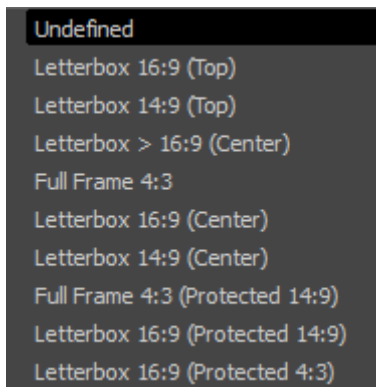 Undefined
Letterbox 16:9 (Top)
Letterbox 14:9 (Top)
Letterbox > 16:9 (Center)
Full Frame 4:3
Letterbox 16:9 (Center)
Letterbox 14:9 (Center)
Full Frame 4:3 (Protected 14:9)
Letterbox 16:9 (Protected 14:9)
Letterbox 16:9 (Protected 4:3)